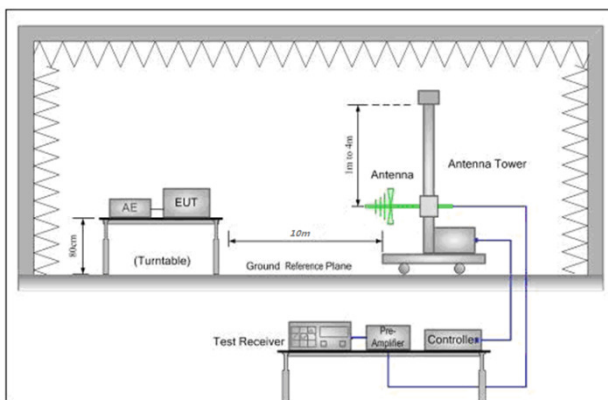 1m to 4m
Antenna
Antenna Tower
AE
EUT
80cm
(Turntable)
10m
Ground Reference Plane
Test Receiver
Pre-
Amplifier
Controller